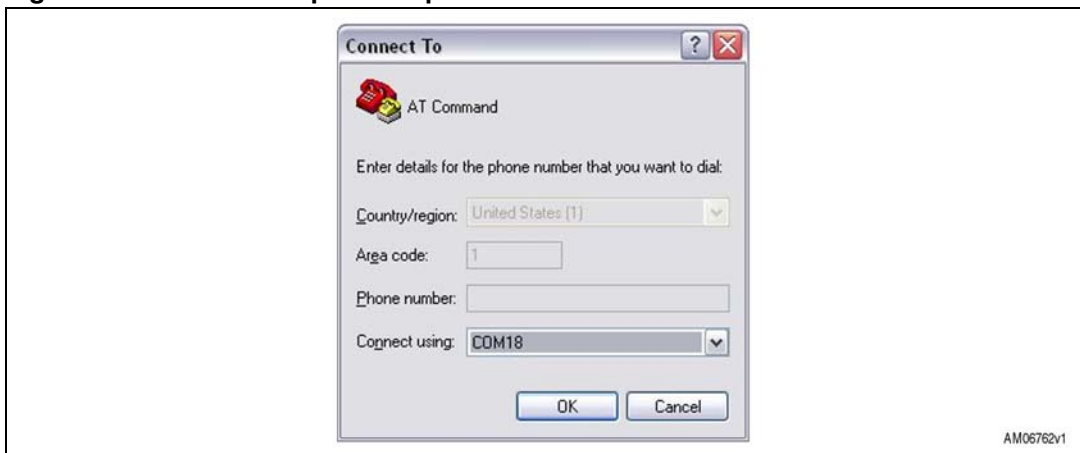 Connect To
AT Command
Enter details for the phone number that you want to dial:
Country/region: United States (1)
Area code: 1
Phone number:
Connect using: COM18
OK Cancel
AM06762v1